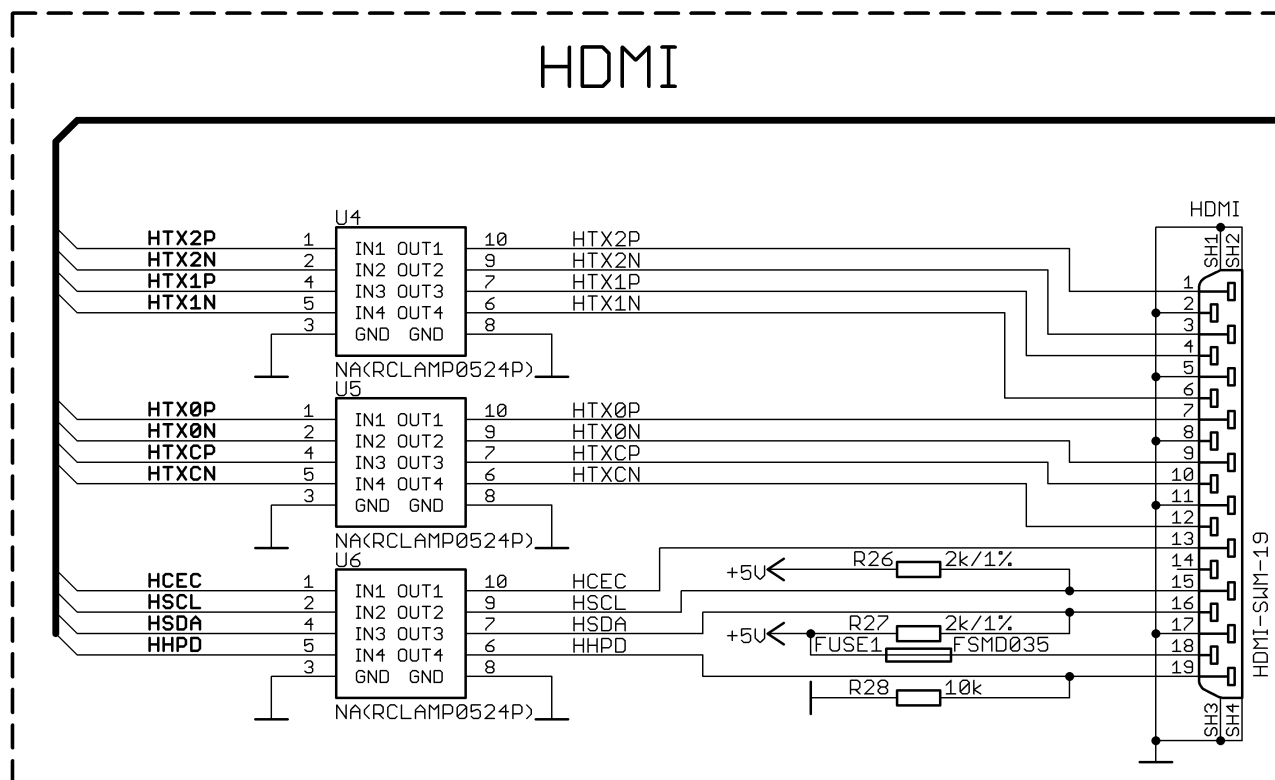 HDMI
HDMI
SH1
SH2
U4
HTX2P 1 IN1 OUT1 10 HTX2P
HTX2N 2 IN2 OUT2 9 HTX2N
HTX1P 4 IN3 OUT3 7 HTX1P
HTX1N 5 IN4 OUT4 6 HTX1N
3 GND GND 8
NA(RCLAMP0524P)
U5
HTX0P 1 IN1 OUT1 10 HTX0P
HTX0N 2 IN2 OUT2 9 HTX0N
HTXCP 4 IN3 OUT3 7 HTXCP
HTXCN 5 IN4 OUT4 6 HTXCN
3 GND GND 8
NA(RCLAMP0524P)
U6
HCEC 1 IN1 OUT1 10 HCEC
HSCL 2 IN2 OUT2 9 HSCL
HSDA 4 IN3 OUT3 7 HSDA
HHPD 5 IN4 OUT4 6 HHPD
3 GND GND 8
NA(RCLAMP0524P)
+5V R26 2k/1%
+5V R27 2k/1%
FUSE1 FSMD035
R28 10k
1
2
3
4
5
6
7
8
9
10
11
12
13
14
15
16
17
18
19
SH3
SH4
HDMI-SWM-19